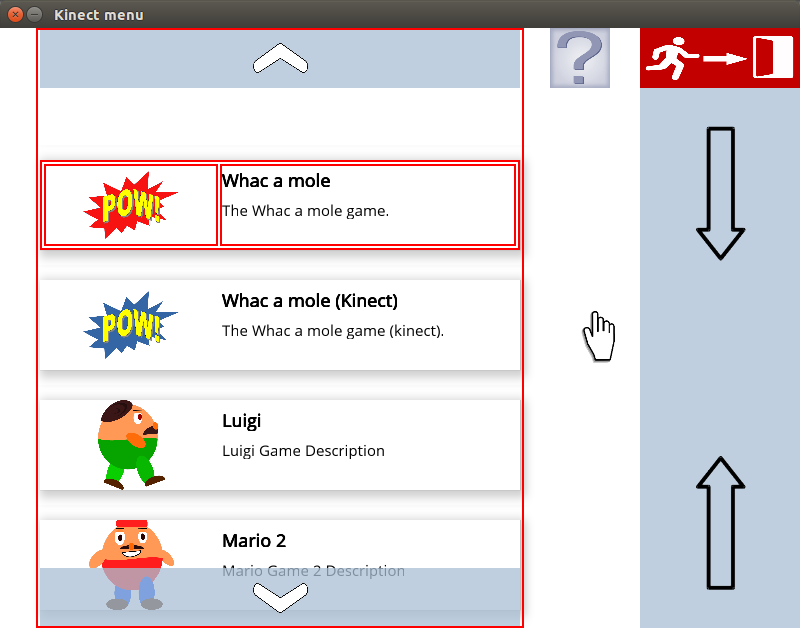 Kinect menu
?
POW!
Whac a mole
The Whac a mole game.
POW!
Whac a mole (Kinect)
The Whac a mole game (kinect).
Luigi
Luigi Game Description
Mario 2
Mario Game 2 Description